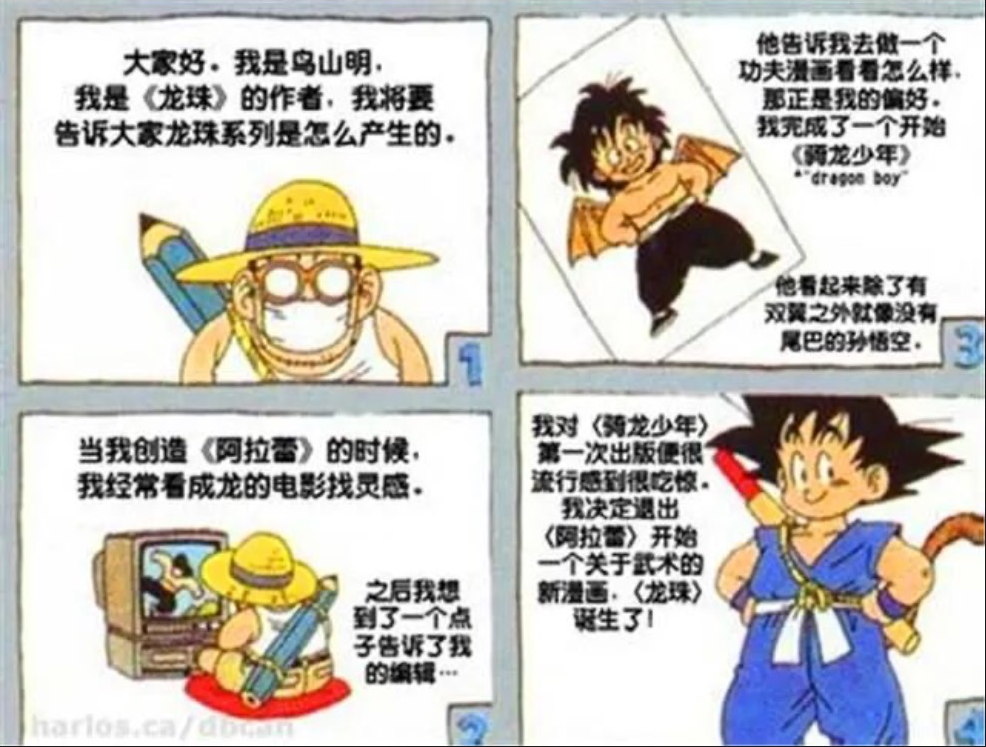 大家好。我是鸟山明，
我是《龙珠》的作者，我将要
告诉大家龙珠系列是怎么产生的。
1
当我创造《阿拉蕾》的时候，
我经常看成龙的电影找灵感。
之后我想
到了一个点
子告诉了我
的编辑…
2
harlos.ca/dbcan
他告诉我去做一个
功夫漫画看看怎么样，
那正是我的偏好。
我完成了一个开始
《骑龙少年》
*"dragon boy"
他看起来除了有
双翼之外就像没有
尾巴的孙悟空。
3
我对〈骑龙少年〉
第一次出版便很
流行感到很吃惊。
我决定退出
〈阿拉蕾〉开始
一个关于武术的
新漫画，〈龙珠〉
诞生了！
4